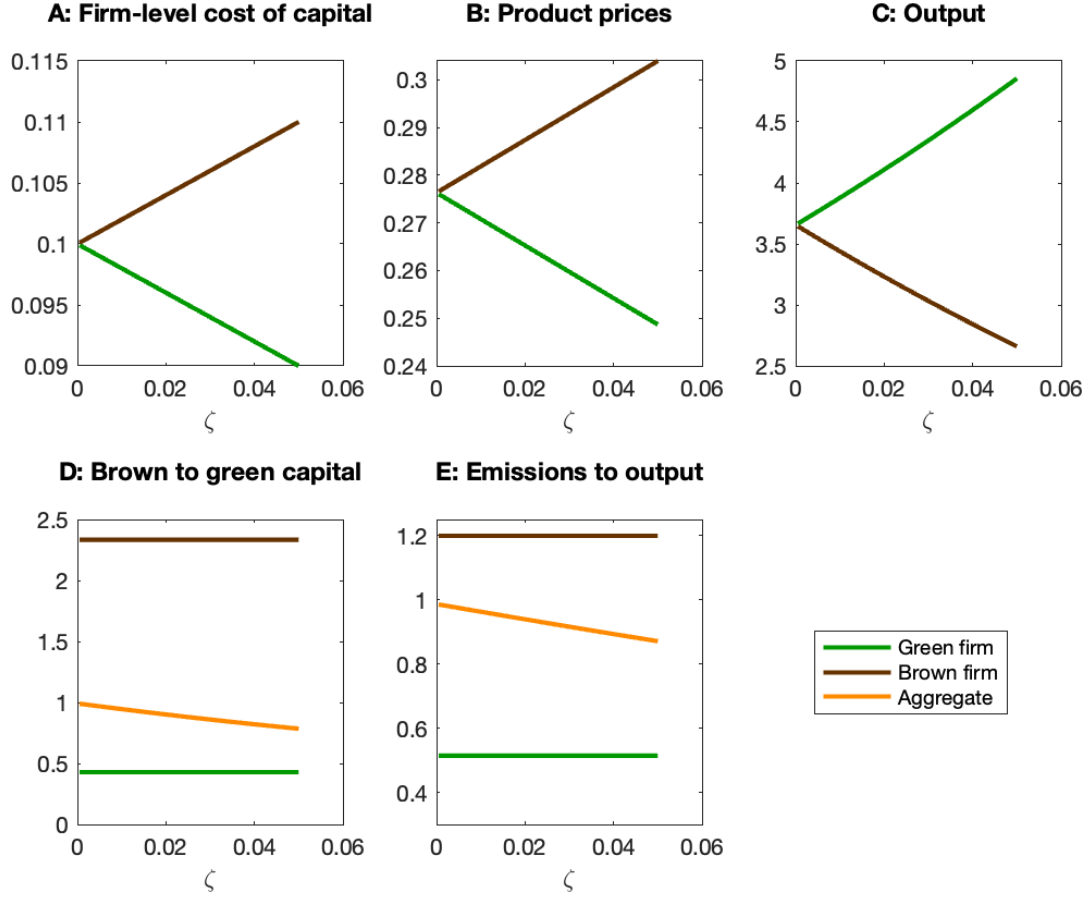 A: Firm-level cost of capital
0.115
0.11
0.105
0.1
0.095
0.09
0 0.02 0.04 0.06
ζ
B: Product prices
0.3
0.29
0.28
0.27
0.26
0.25
0.24
0 0.02 0.04 0.06
ζ
C: Output
5
4.5
4
3.5
3
2.5
0 0.02 0.04 0.06
ζ
D: Brown to green capital
2.5
2
1.5
1
0.5
0
0 0.02 0.04 0.06
ζ
E: Emissions to output
1.2
1
0.8
0.6
0.4
0 0.02 0.04 0.06
ζ
Green firm
Brown firm
Aggregate